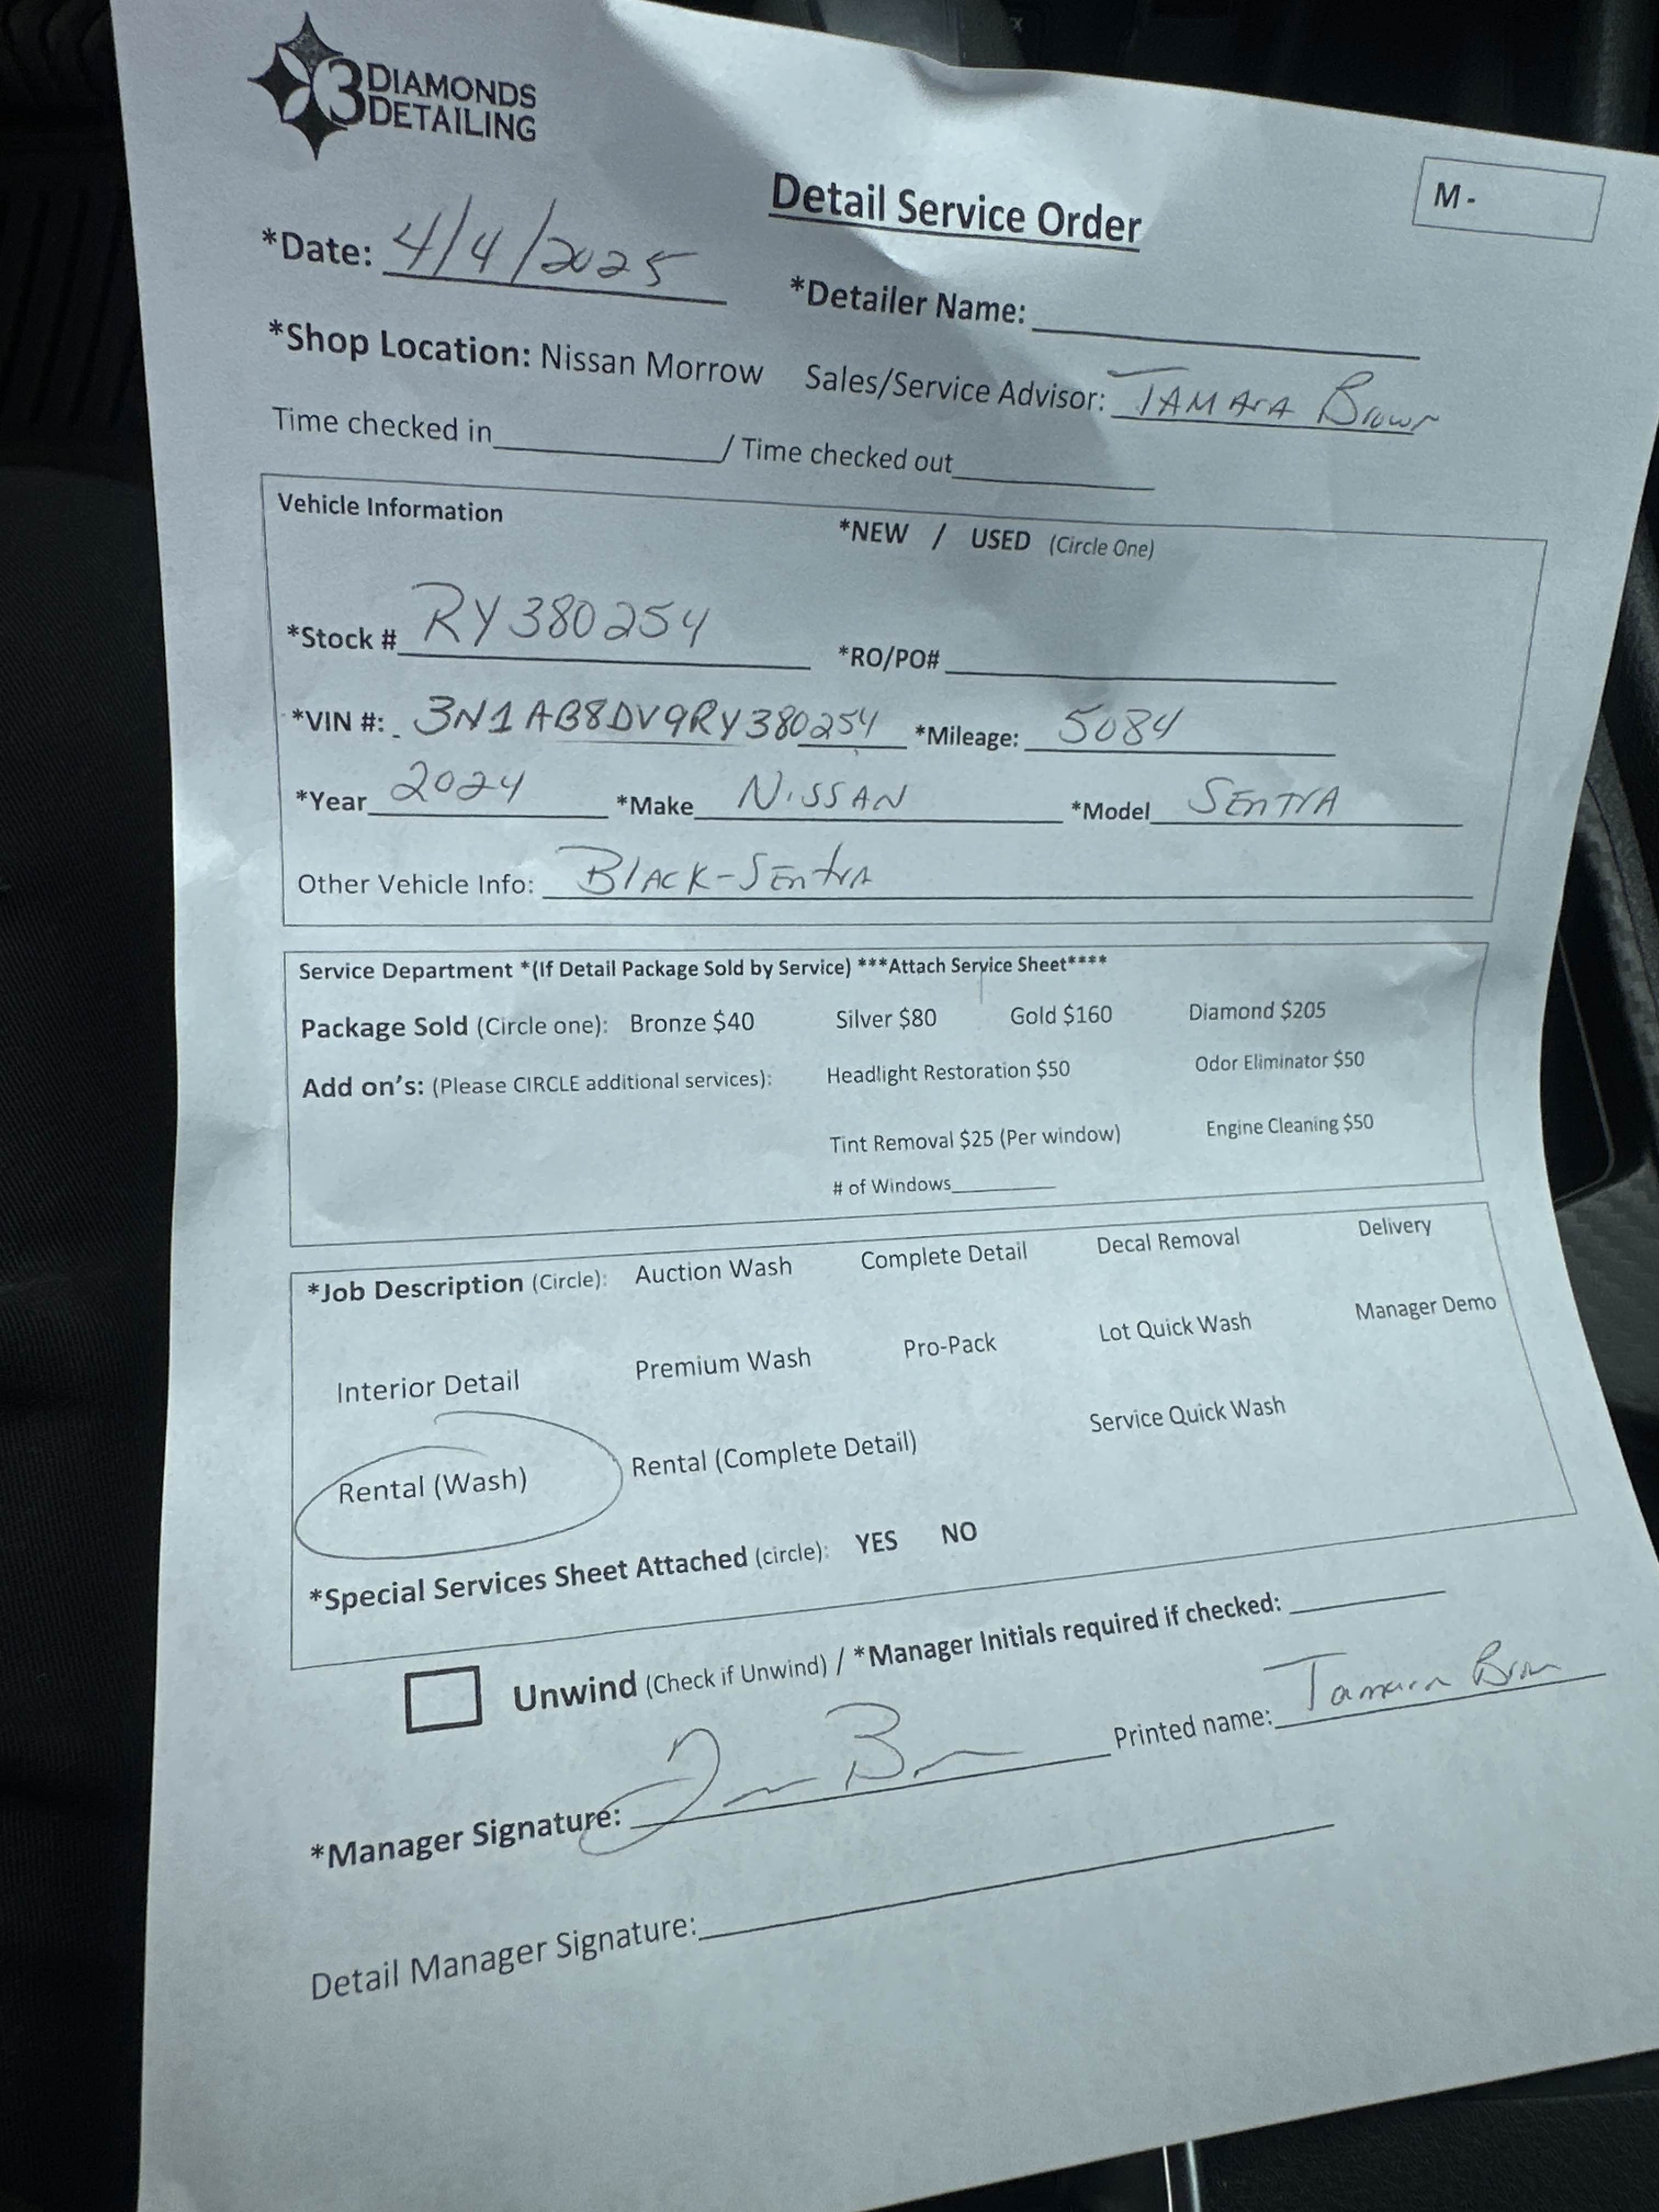 3 DIAMONDS
DETAILING
Detail Service Order
M -
*Date: 4/4/2025 *Detailer Name:
*Shop Location: Nissan Morrow Sales/Service Advisor: TAMArA Brown
Time checked in / Time checked out
Vehicle Information *NEW / USED (Circle One)
*Stock # RY380254 *RO/PO#
*VIN #: 3N1AB8DV9RY380254 *Mileage: 5084
*Year 2024 *Make NiSSAN *Model SEnTrA
Other Vehicle Info: BlACK-SEntrA
Service Department *(If Detail Package Sold by Service) ***Attach Service Sheet****
Package Sold (Circle one): Bronze $40 Silver $80 Gold $160 Diamond $205
Add on's: (Please CIRCLE additional services): Headlight Restoration $50 Odor Eliminator $50
Tint Removal $25 (Per window) Engine Cleaning $50
# of Windows
*Job Description (Circle): Auction Wash Complete Detail Decal Removal Delivery
Interior Detail Premium Wash Pro-Pack Lot Quick Wash Manager Demo
Rental (Wash) Rental (Complete Detail) Service Quick Wash
*Special Services Sheet Attached (circle): YES NO
Unwind (Check if Unwind) / *Manager Initials required if checked:
*Manager Signature: Printed name: Tamara Brown
Detail Manager Signature: